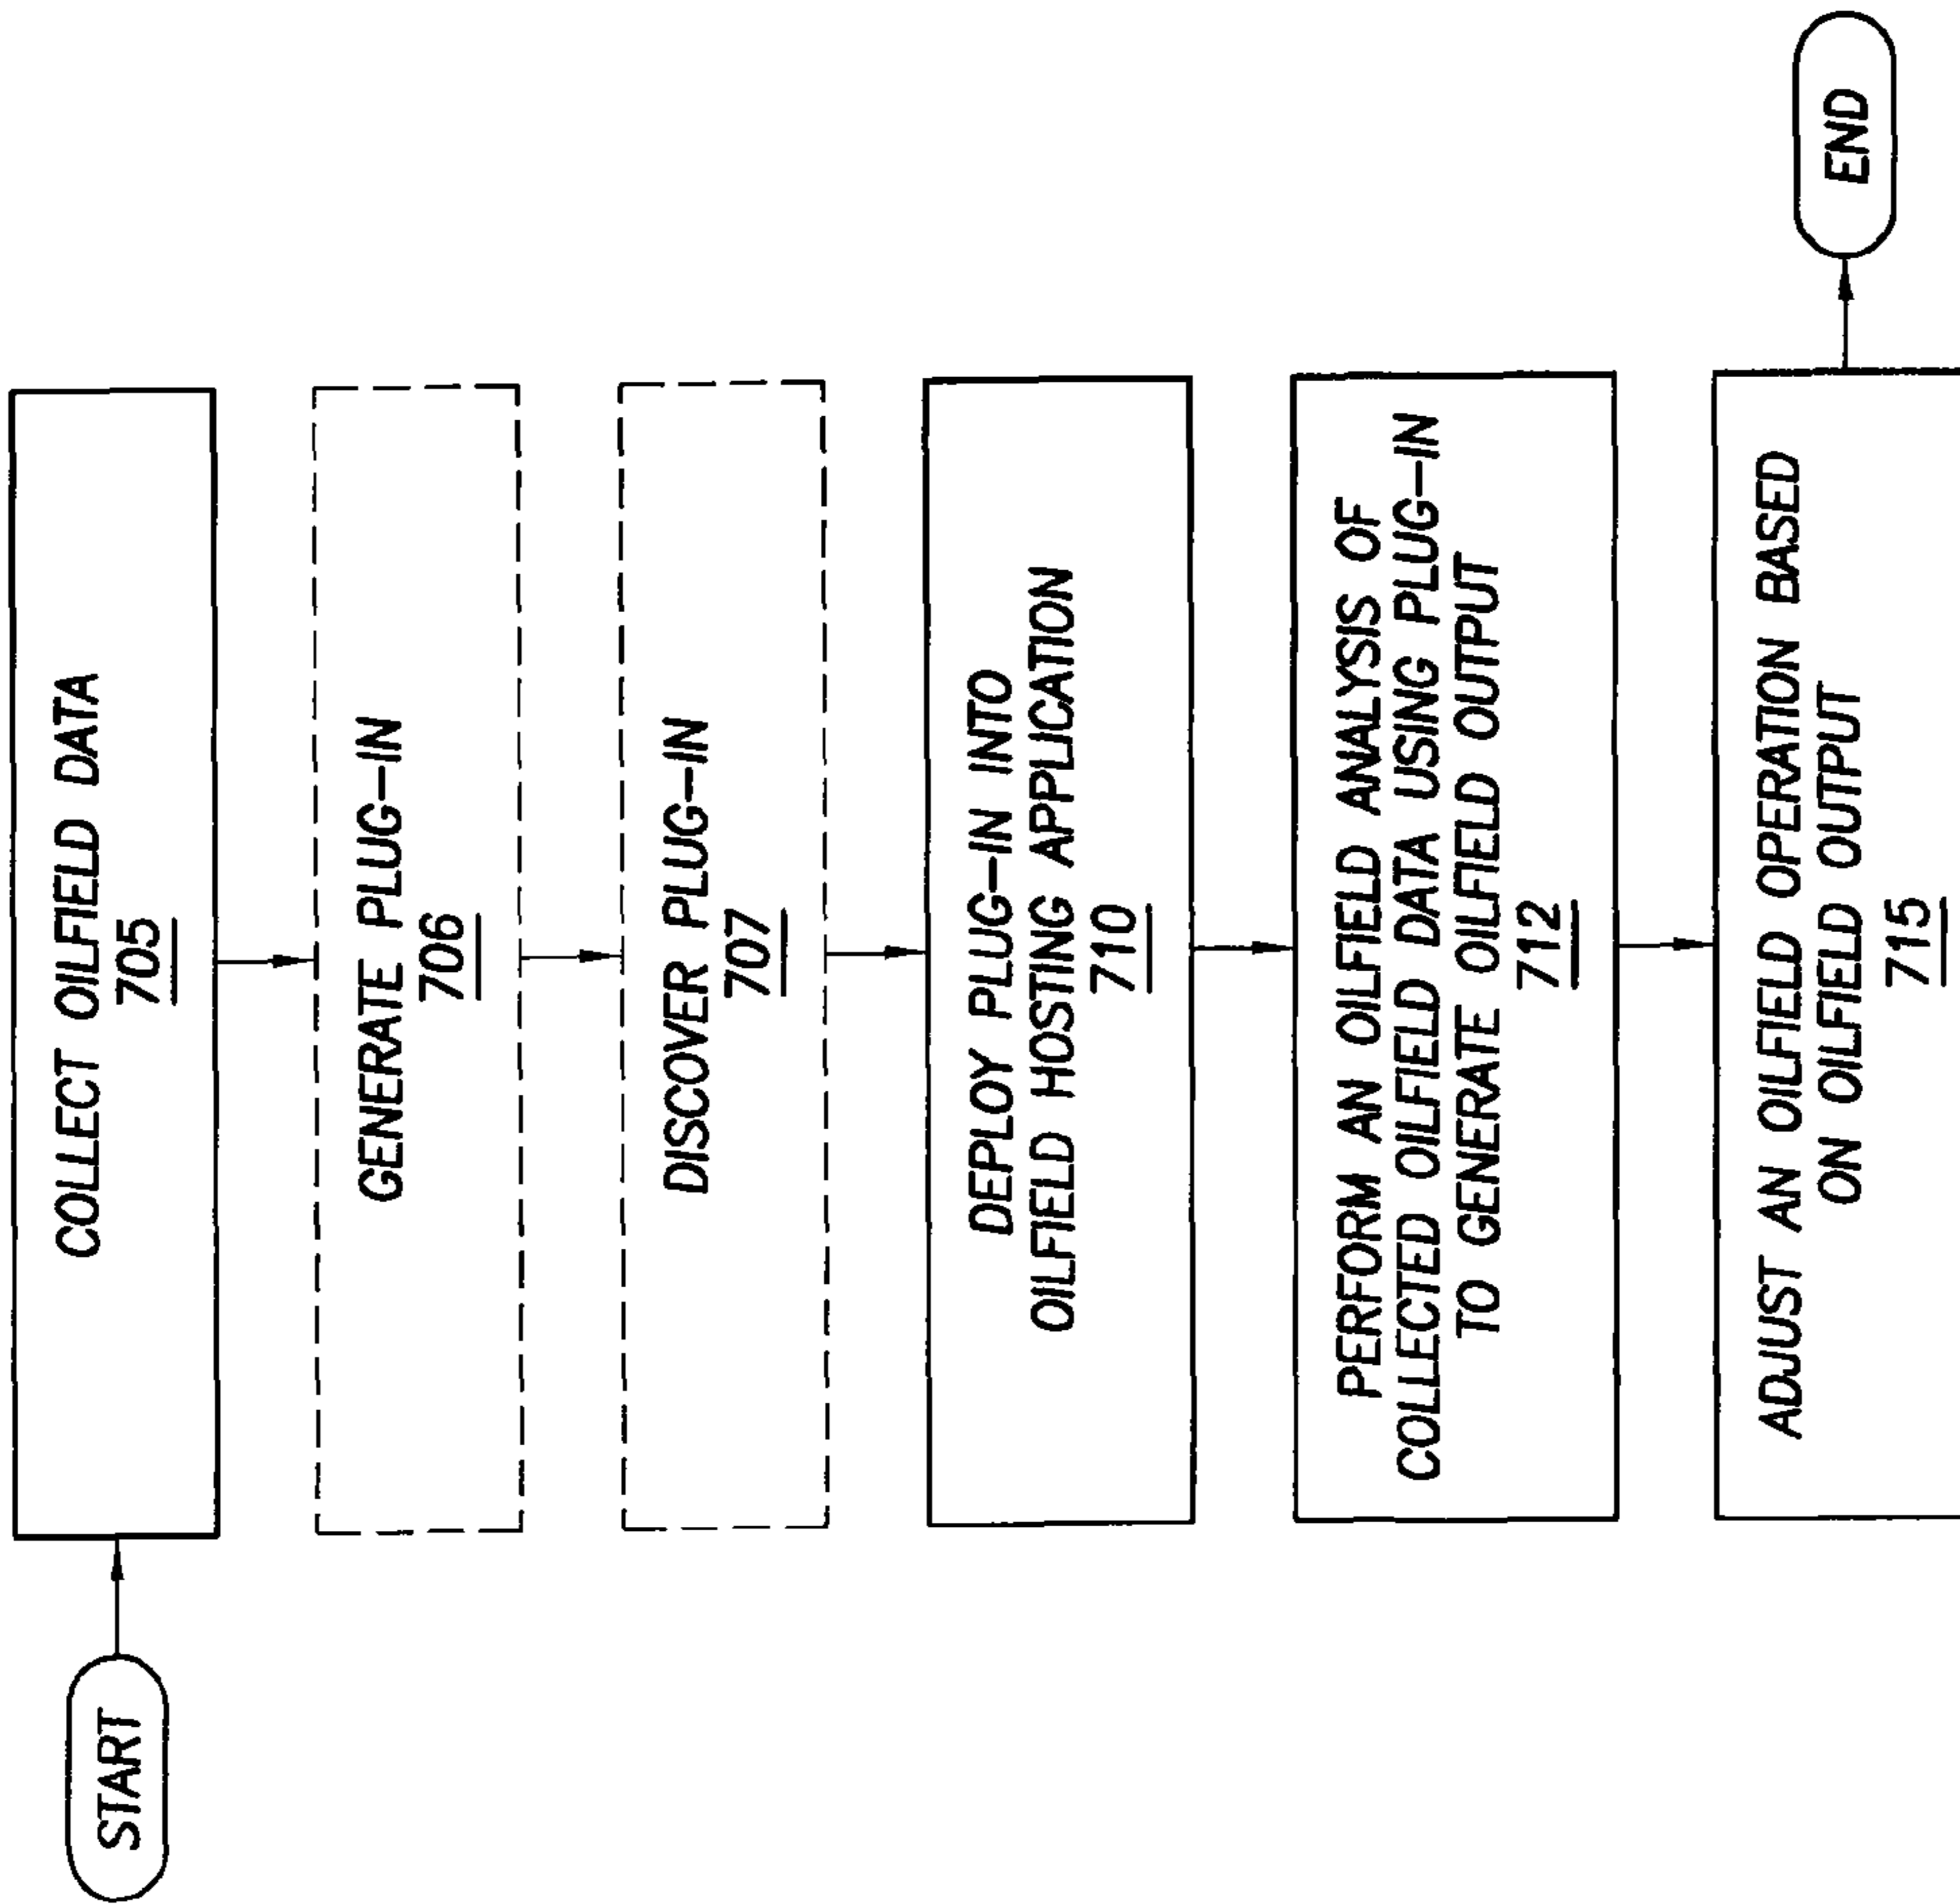 START
COLLECT OILFIELD DATA
705
GENERATE PLUG-IN
706
DISCOVER PLUG-IN
707
DEPLOY PLUG-IN INTO
OILFIELD HOSTING APPLICATION
710
PERFORM AN OILFIELD ANALYSIS OF
COLLECTED OILFIELD DATA USING PLUG-IN
TO GENERATE OILFIELD OUTPUT
712
ADJUST AN OILFIELD OPERATION BASED
ON OILFIELD OUTPUT
715
END